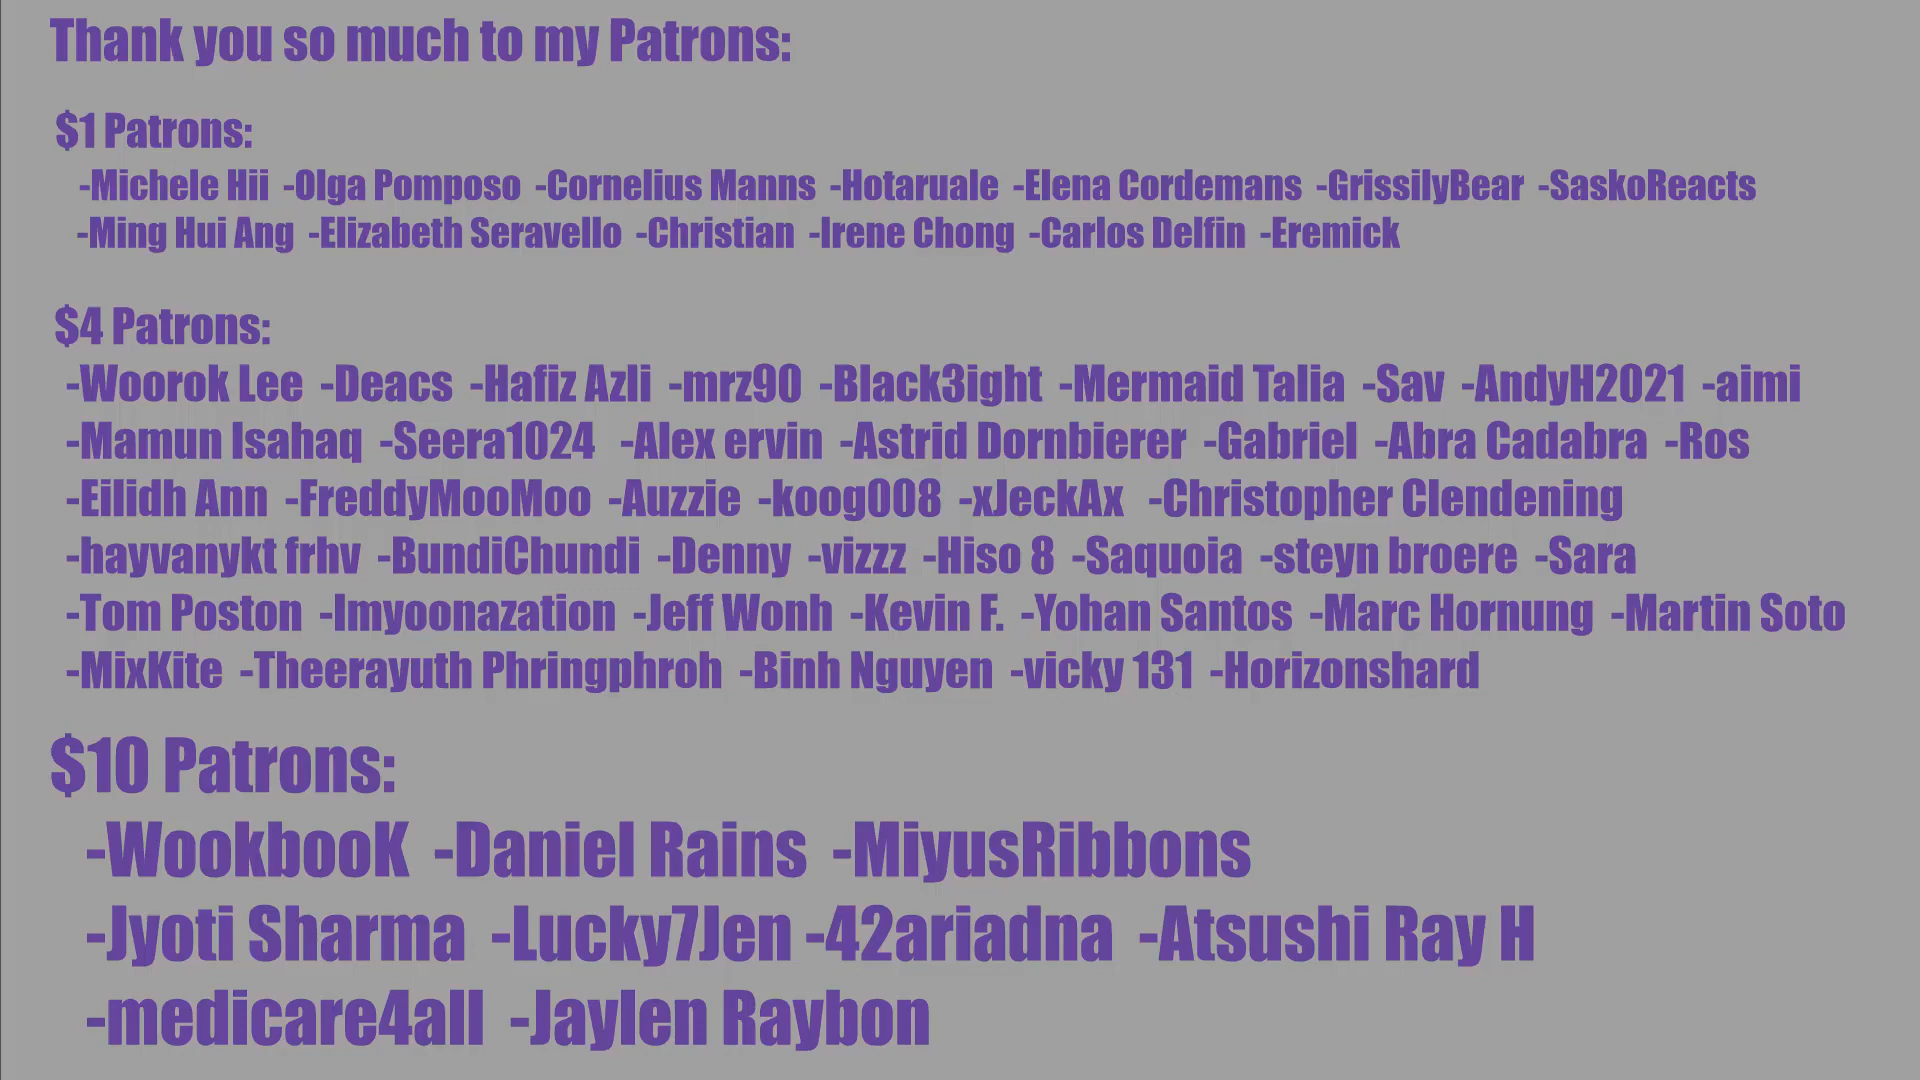 Thank you so much to my Patrons:
$1 Patrons:
-Michele Hii -Olga Pomposo -Cornelius Manns -Hotaruale -Elena Cordemans -GrissilyBear -SaskoReacts
-Ming Hui Ang -Elizabeth Seravello -Christian -Irene Chong -Carlos Delfin -Eremick
$4 Patrons:
-Woorok Lee -Deacs -Hafiz Azli -mrz90 -Black3ight -Mermaid Talia -Sav -AndyH2021 -aimi
-Mamun Isahaq -Seera1024 -Alex ervin -Astrid Dornbierer -Gabriel -Abra Cadabra -Ros
-Eilidh Ann -FreddyMooMoo -Auzzie -koog008 -xJeckAx -Christopher Clendening
-hayvanykt frhv -BundiChundi -Denny -vizzz -Hiso 8 -Saquoia -steyn broere -Sara
-Tom Poston -Imyoonazation -Jeff Wonh -Kevin F. -Yohan Santos -Marc Hornung -Martin Soto
-MixKite -Theerayuth Phringphroh -Binh Nguyen -vicky 131 -Horizonshard
$10 Patrons:
-WookbooK -Daniel Rains -MiyusRibbons
-Jyoti Sharma -Lucky7Jen -42ariadna -Atsushi Ray H
-medicare4all -Jaylen Raybon